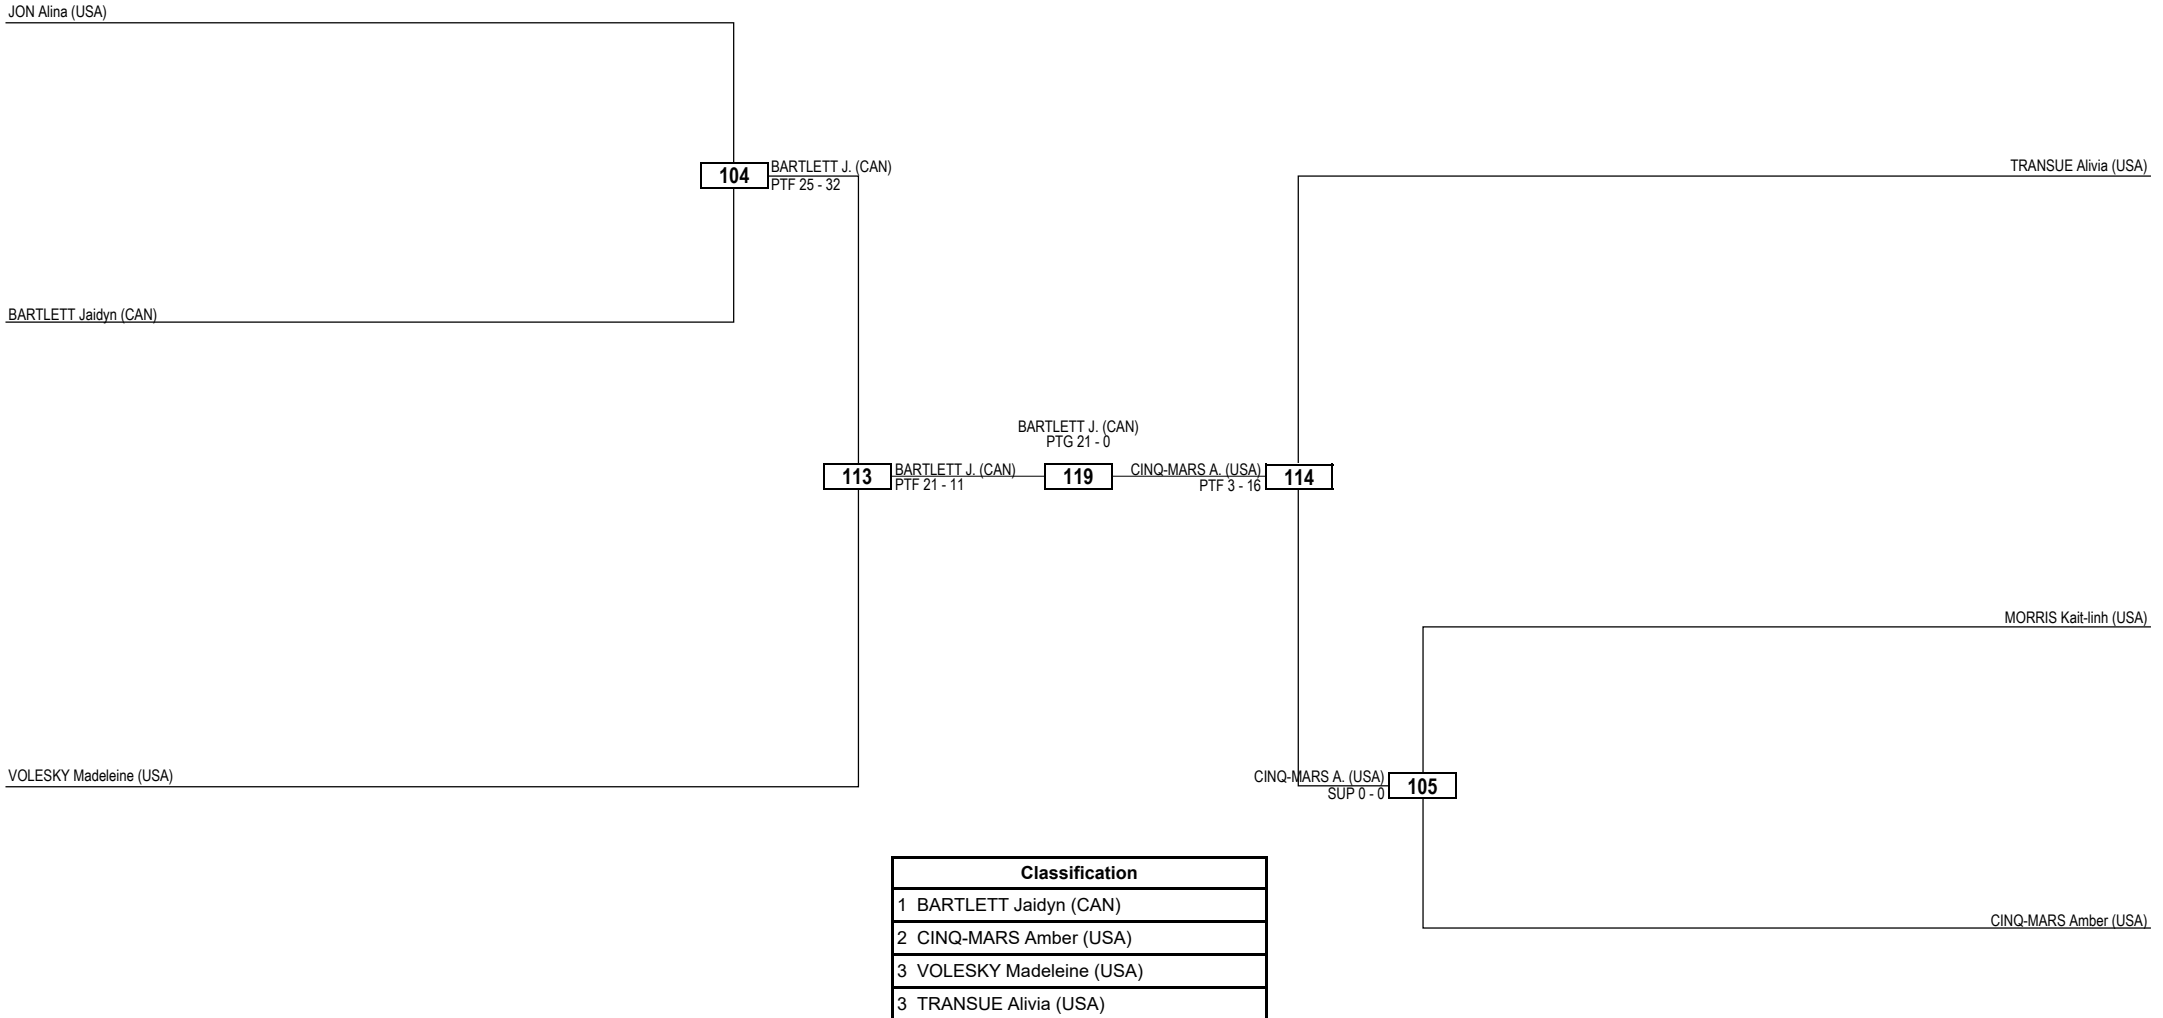 JON Alina (USA)
104
BARTLETT J. (CAN)
PTF 25 - 32
TRANSUE Alivia (USA)
BARTLETT Jaidyn (CAN)
BARTLETT J. (CAN)
PTG 21 - 0
113
BARTLETT J. (CAN)
PTF 21 - 11
119
CINQ-MARS A. (USA)
PTF 3 - 16
114
MORRIS Kait-linh (USA)
VOLESKY Madeleine (USA)
CINQ-MARS A. (USA)
SUP 0 - 0
105
CINQ-MARS Amber (USA)
Classification
1 BARTLETT Jaidyn (CAN)
2 CINQ-MARS Amber (USA)
3 VOLESKY Madeleine (USA)
3 TRANSUE Alivia (USA)